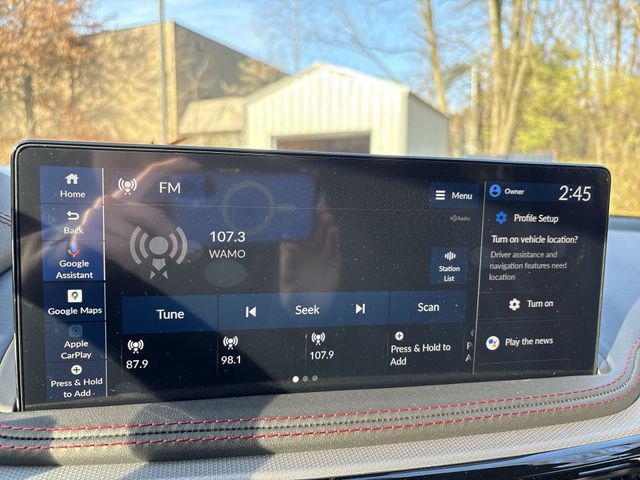 Home
Back
Google
Assistant
Google Maps
Apple
CarPlay
Press & Hold
to Add
FM
Menu
HD Radio
107.3
WAMO
Station
List
Tune
Seek
Scan
87.9
98.1
107.9
Press & Hold to
Add
P
A
Owner
2:45
Profile Setup
Turn on vehicle location?
Driver assistance and
navigation features need
location
Turn on
Play the news